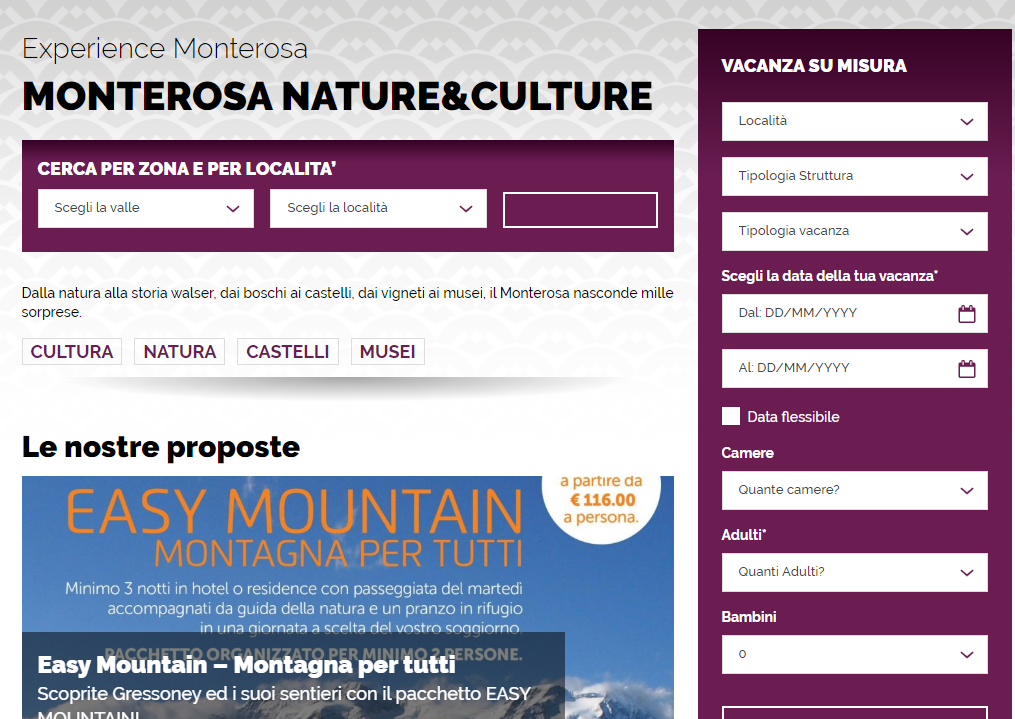 Experience Monterosa
MONTEROSA NATURE&CULTURE
CERCA PER ZONA E PER LOCALITA'
Scegli la valle
Scegli la località
Dalla natura alla storia walser, dai boschi ai castelli, dai vigneti ai musei, il Monterosa nasconde mille
sorprese.
CULTURA NATURA CASTELLI MUSEI
Le nostre proposte
a partire da
€ 116.00
a persona.
EASY MOUNTAIN
MONTAGNA PER TUTTI
Minimo 3 notti in hotel o residence con passeggiata del martedì
accompagnati da guida della natura e un pranzo in rifugio
in una giornata a scelta del vostro soggiorno.
PACCHETTO ORGANIZZATO PER MINIMO 2 PERSONE.
Easy Mountain – Montagna per tutti
Scoprite Gressoney ed i suoi sentieri con il pacchetto EASY
MOUNTAIN!
VACANZA SU MISURA
Località
Tipologia Struttura
Tipologia vacanza
Scegli la data della tua vacanza*
Dal: DD/MM/YYYY
Al: DD/MM/YYYY
Data flessibile
Camere
Quante camere?
Adulti*
Quanti Adulti?
Bambini
0